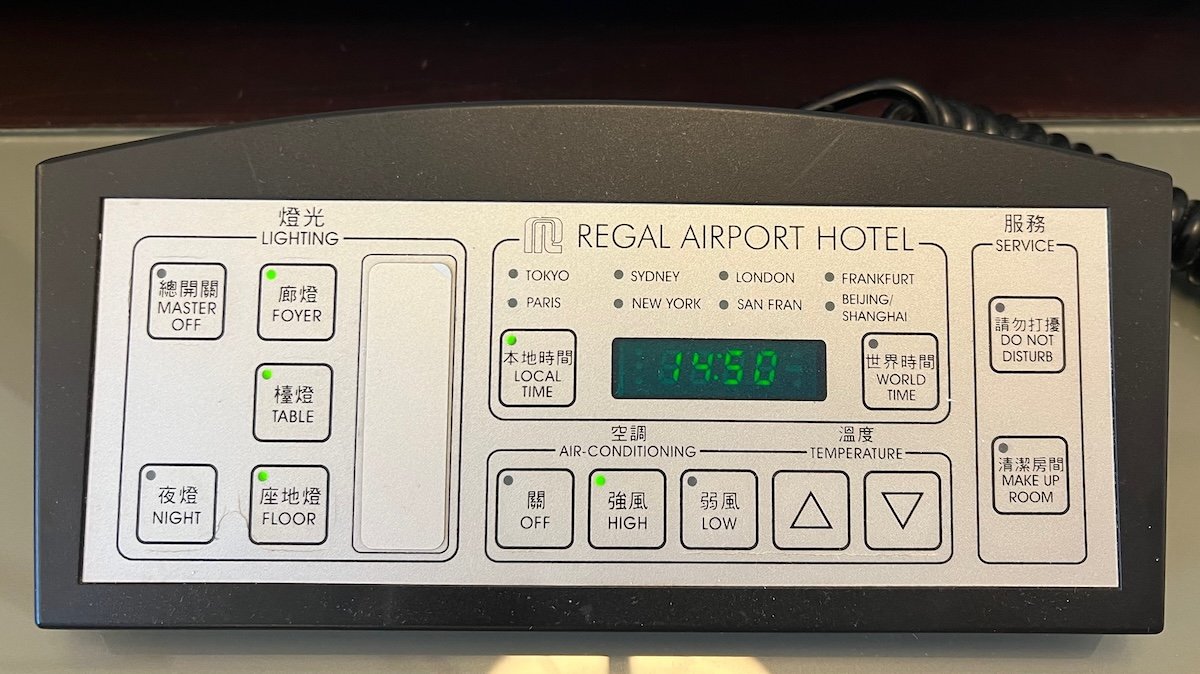 燈光
LIGHTING
總開關
MASTER
OFF
廊燈
FOYER
檯燈
TABLE
夜燈
NIGHT
座地燈
FLOOR
REGAL AIRPORT HOTEL
TOKYO SYDNEY LONDON FRANKFURT
PARIS NEW YORK SAN FRAN BEIJING/
SHANGHAI
本地時間
LOCAL
TIME
14:50
世界時間
WORLD
TIME
空調
AIR-CONDITIONING
溫度
TEMPERATURE
關
OFF
強風
HIGH
弱風
LOW
服務
SERVICE
請勿打擾
DO NOT
DISTURB
清潔房間
MAKE UP
ROOM